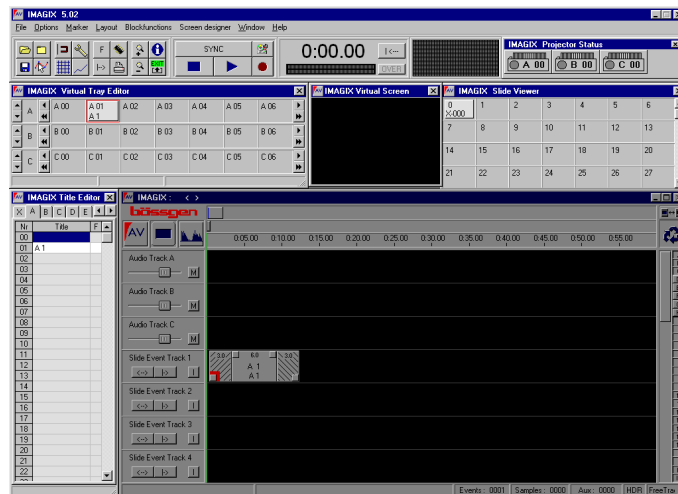 IMAGIX 5.02
File Options Marker Layout Blockfunctions Screen designer Window Help
F SYNC 0:00.00 |<--
OVER
EXIT
IMAGIX Projector Status
A 00 B 00 C 00
IMAGIX Virtual Tray Editor
A A 00 A 01 A 02 A 03 A 04 A 05 A 06
A 1
B B 00 B 01 B 02 B 03 B 04 B 05 B 06
C C 00 C 01 C 02 C 03 C 04 C 05 C 06
IMAGIX Virtual Screen
IMAGIX Slide Viewer
0 1 2 3 4 5 6
X-000
7 8 9 10 11 12 13
14 15 16 17 18 19 20
21 22 23 24 25 26 27
IMAGIX Title Editor
X A B C D E
Nr Title F
00
01 A 1
02
03
04
05
06
07
08
09
10
11
12
13
14
15
16
17
18
19
20
21
22
IMAGIX : < >
bössgen
AV
0:05.00 0:10.00 0:15.00 0:20.00 0:25.00 0:30.00 0:35.00 0:40.00 0:45.00 0:50.00 0:55.00
Audio Track A
M
Audio Track B
M
Audio Track C
M
Slide Event Track 1
<--> |-> I
3.0 6.0 3.0
A 1
A 1
Slide Event Track 2
<--> |-> I
Slide Event Track 3
<--> |-> I
Slide Event Track 4
<--> |-> I
Events : 0001 Samples : 0000 Aux : 0000 HDR